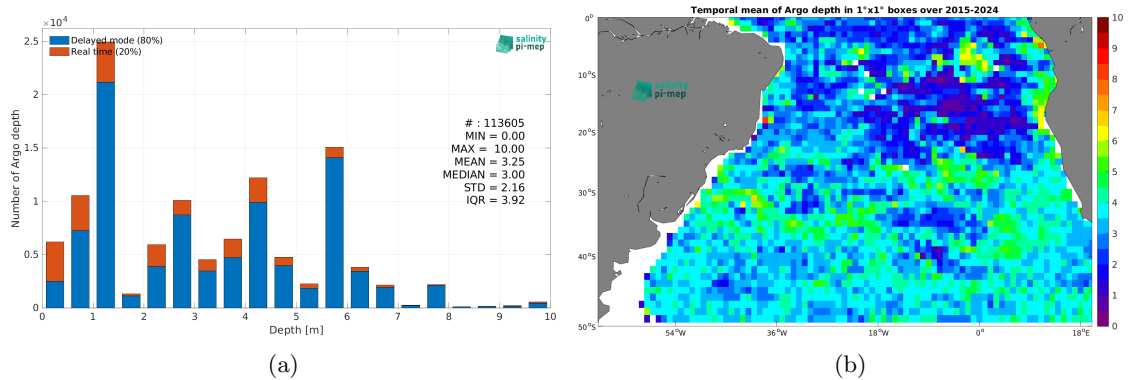 ×10⁴
Delayed mode (80%)
Real time (20%)
salinity
pi-mep
2.5
2
1.5
1
0.5
0
Number of Argo depth
# : 113605
MIN = 0.00
MAX = 10.00
MEAN = 3.25
MEDIAN = 3.00
STD = 2.16
IQR = 3.92
0 1 2 3 4 5 6 7 8 9 10
Depth [m]
(a)
Temporal mean of Argo depth in 1°x1° boxes over 2015-2024
salinity
pi-mep
0°
10°S
20°S
30°S
40°S
50°S
54°W 36°W 18°W 0° 18°E
10
9
8
7
6
5
4
3
2
1
0
(b)